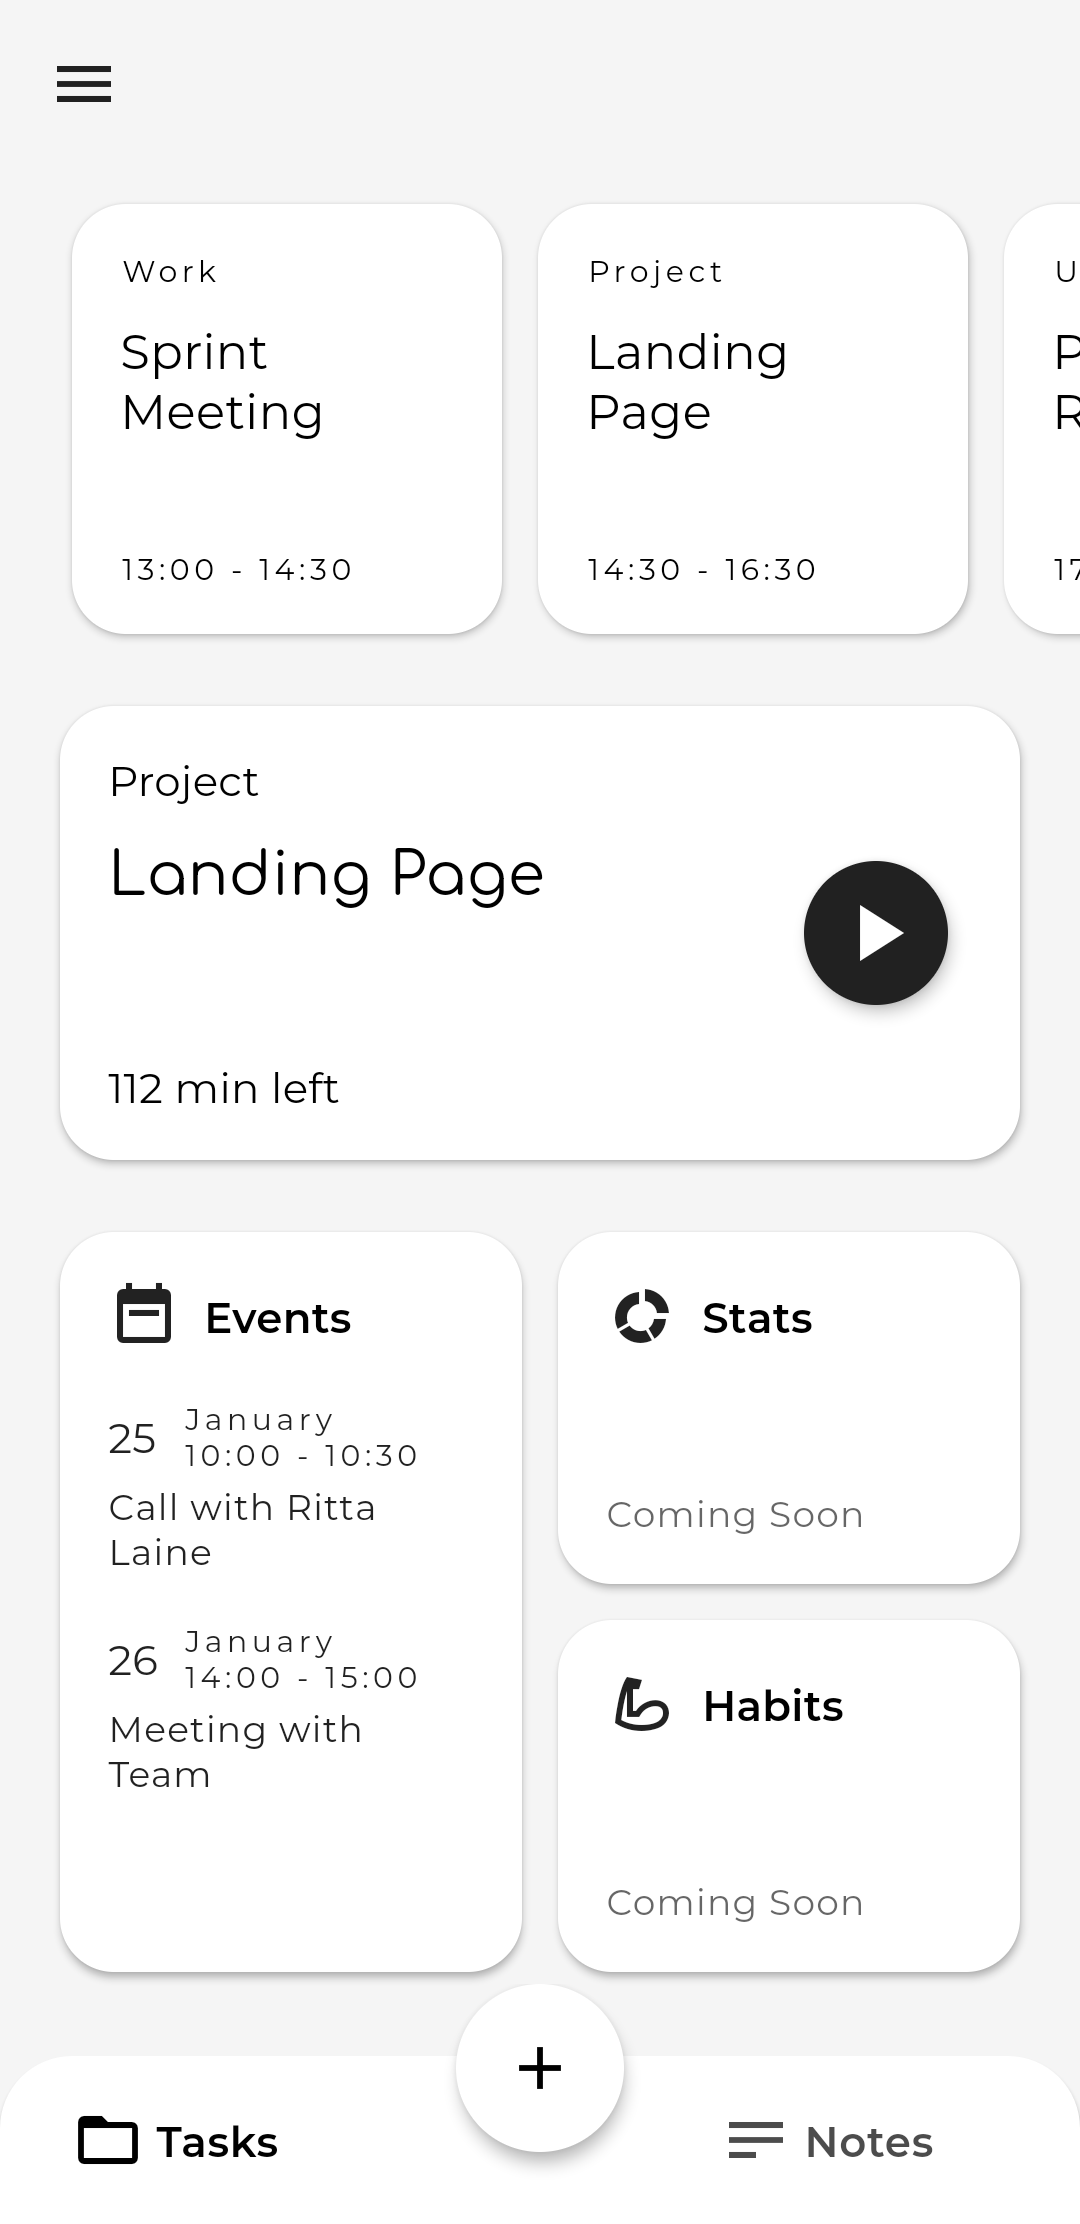 Work
Sprint
Meeting
13:00 - 14:30
Project
Landing
Page
14:30 - 16:30
U
P
R
17
Project
Landing Page
112 min left
Events
25
January
10:00 - 10:30
Call with Ritta
Laine
26
January
14:00 - 15:00
Meeting with
Team
Stats
Coming Soon
Habits
Coming Soon
Tasks
Notes